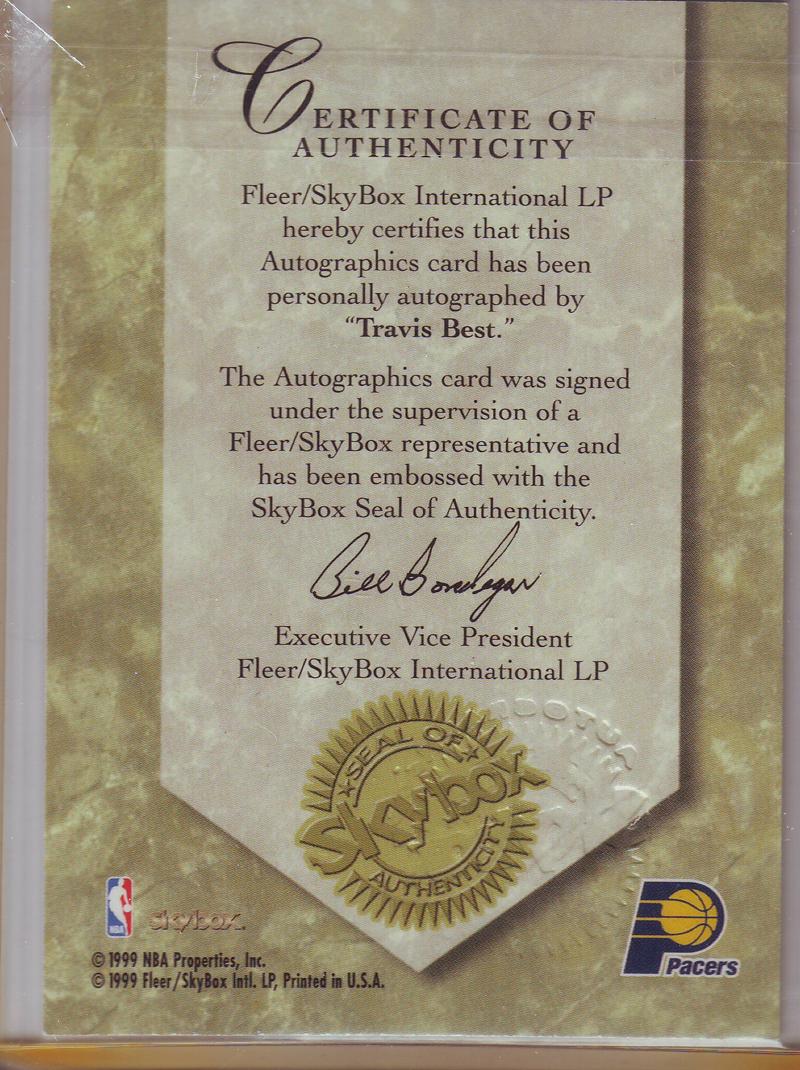 CERTIFICATE OF
AUTHENTICITY
Fleer/SkyBox International LP
hereby certifies that this
Autographics card has been
personally autographed by
“Travis Best.”
The Autographics card was signed
under the supervision of a
Fleer/SkyBox representative and
has been embossed with the
SkyBox Seal of Authenticity.
Bill Bondegar
Executive Vice President
Fleer/SkyBox International LP
SEAL OF
Skybox
AUTHENTICITY
NBA
skybox.
©1999 NBA Properties, Inc.
©1999 Fleer/SkyBox Intl. LP, Printed in U.S.A.
Pacers